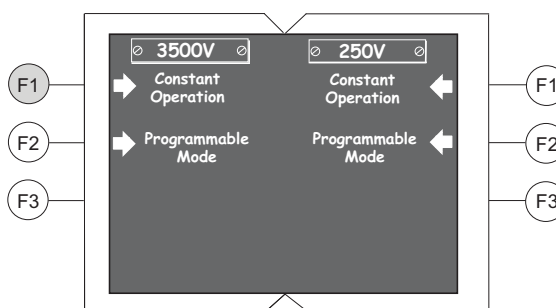 3500V
250V
F1
Constant
Operation
Constant
Operation
F1
F2
Programmable
Mode
Programmable
Mode
F2
F3
F3